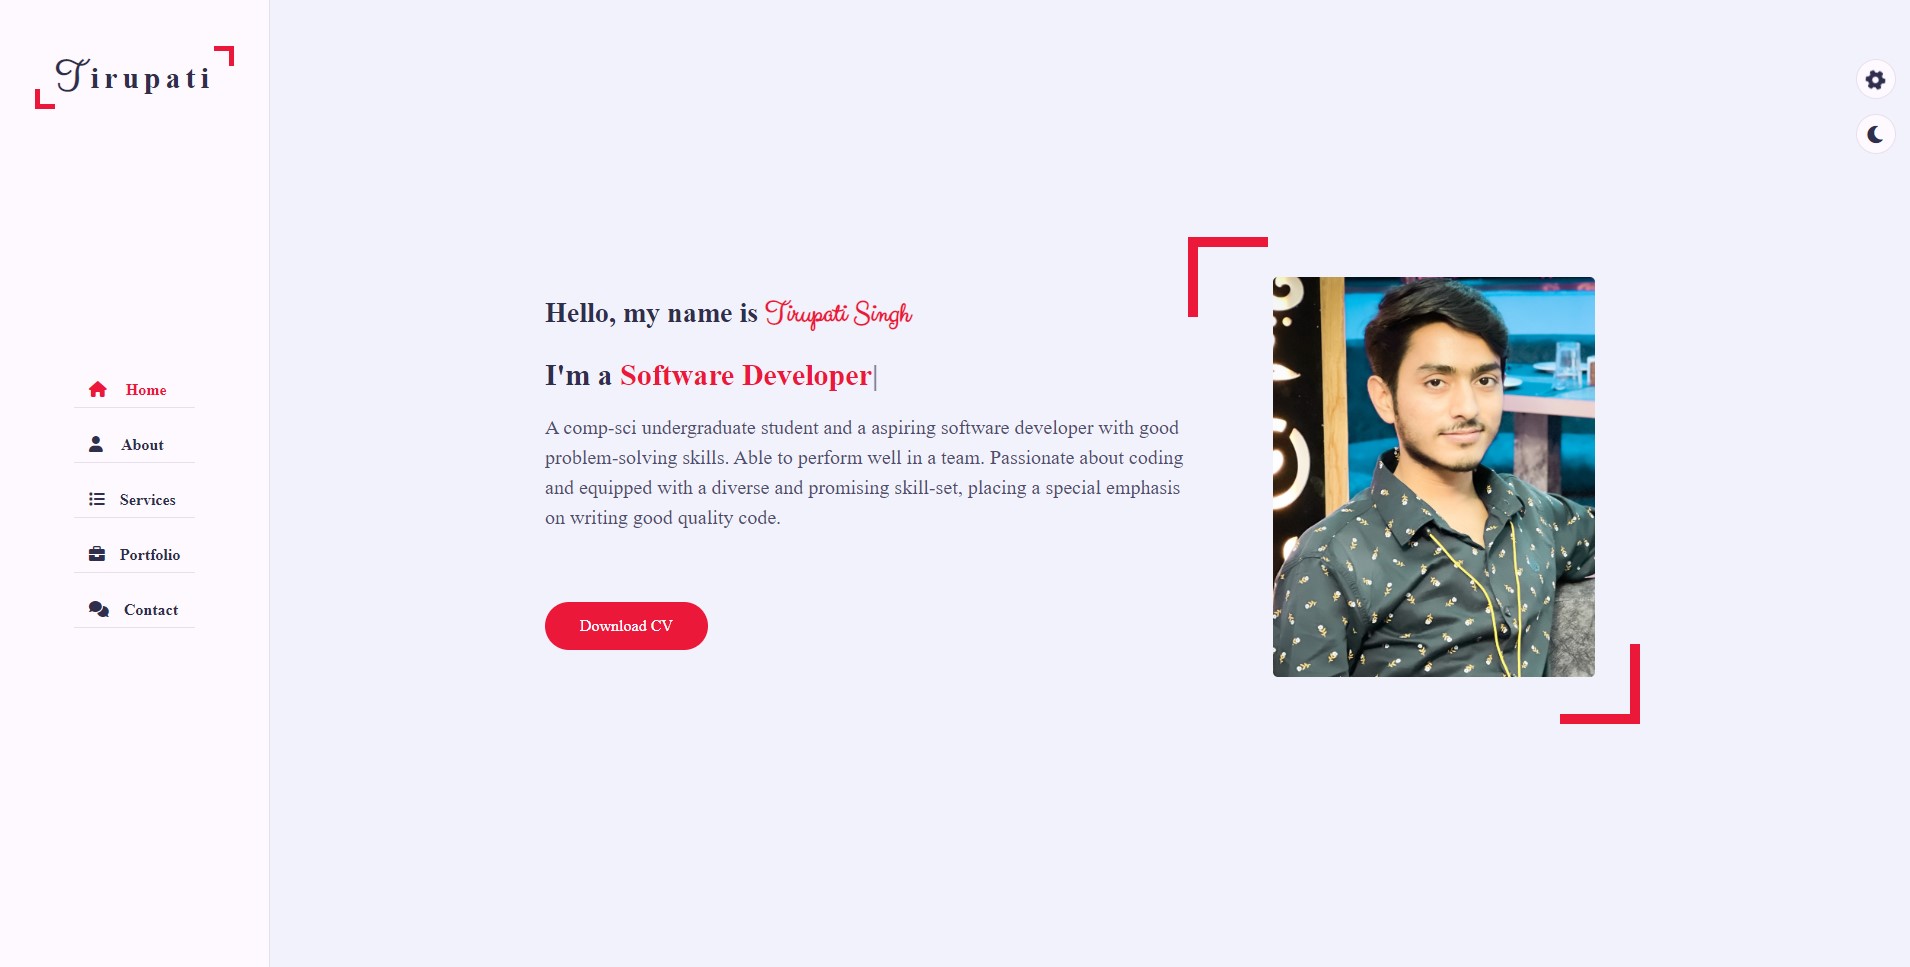 Tirupati
Home
About
Services
Portfolio
Contact
Hello, my name is Tirupati Singh
I'm a Software Developer|
A comp-sci undergraduate student and a aspiring software developer with good
problem-solving skills. Able to perform well in a team. Passionate about coding
and equipped with a diverse and promising skill-set, placing a special emphasis
on writing good quality code.
Download CV